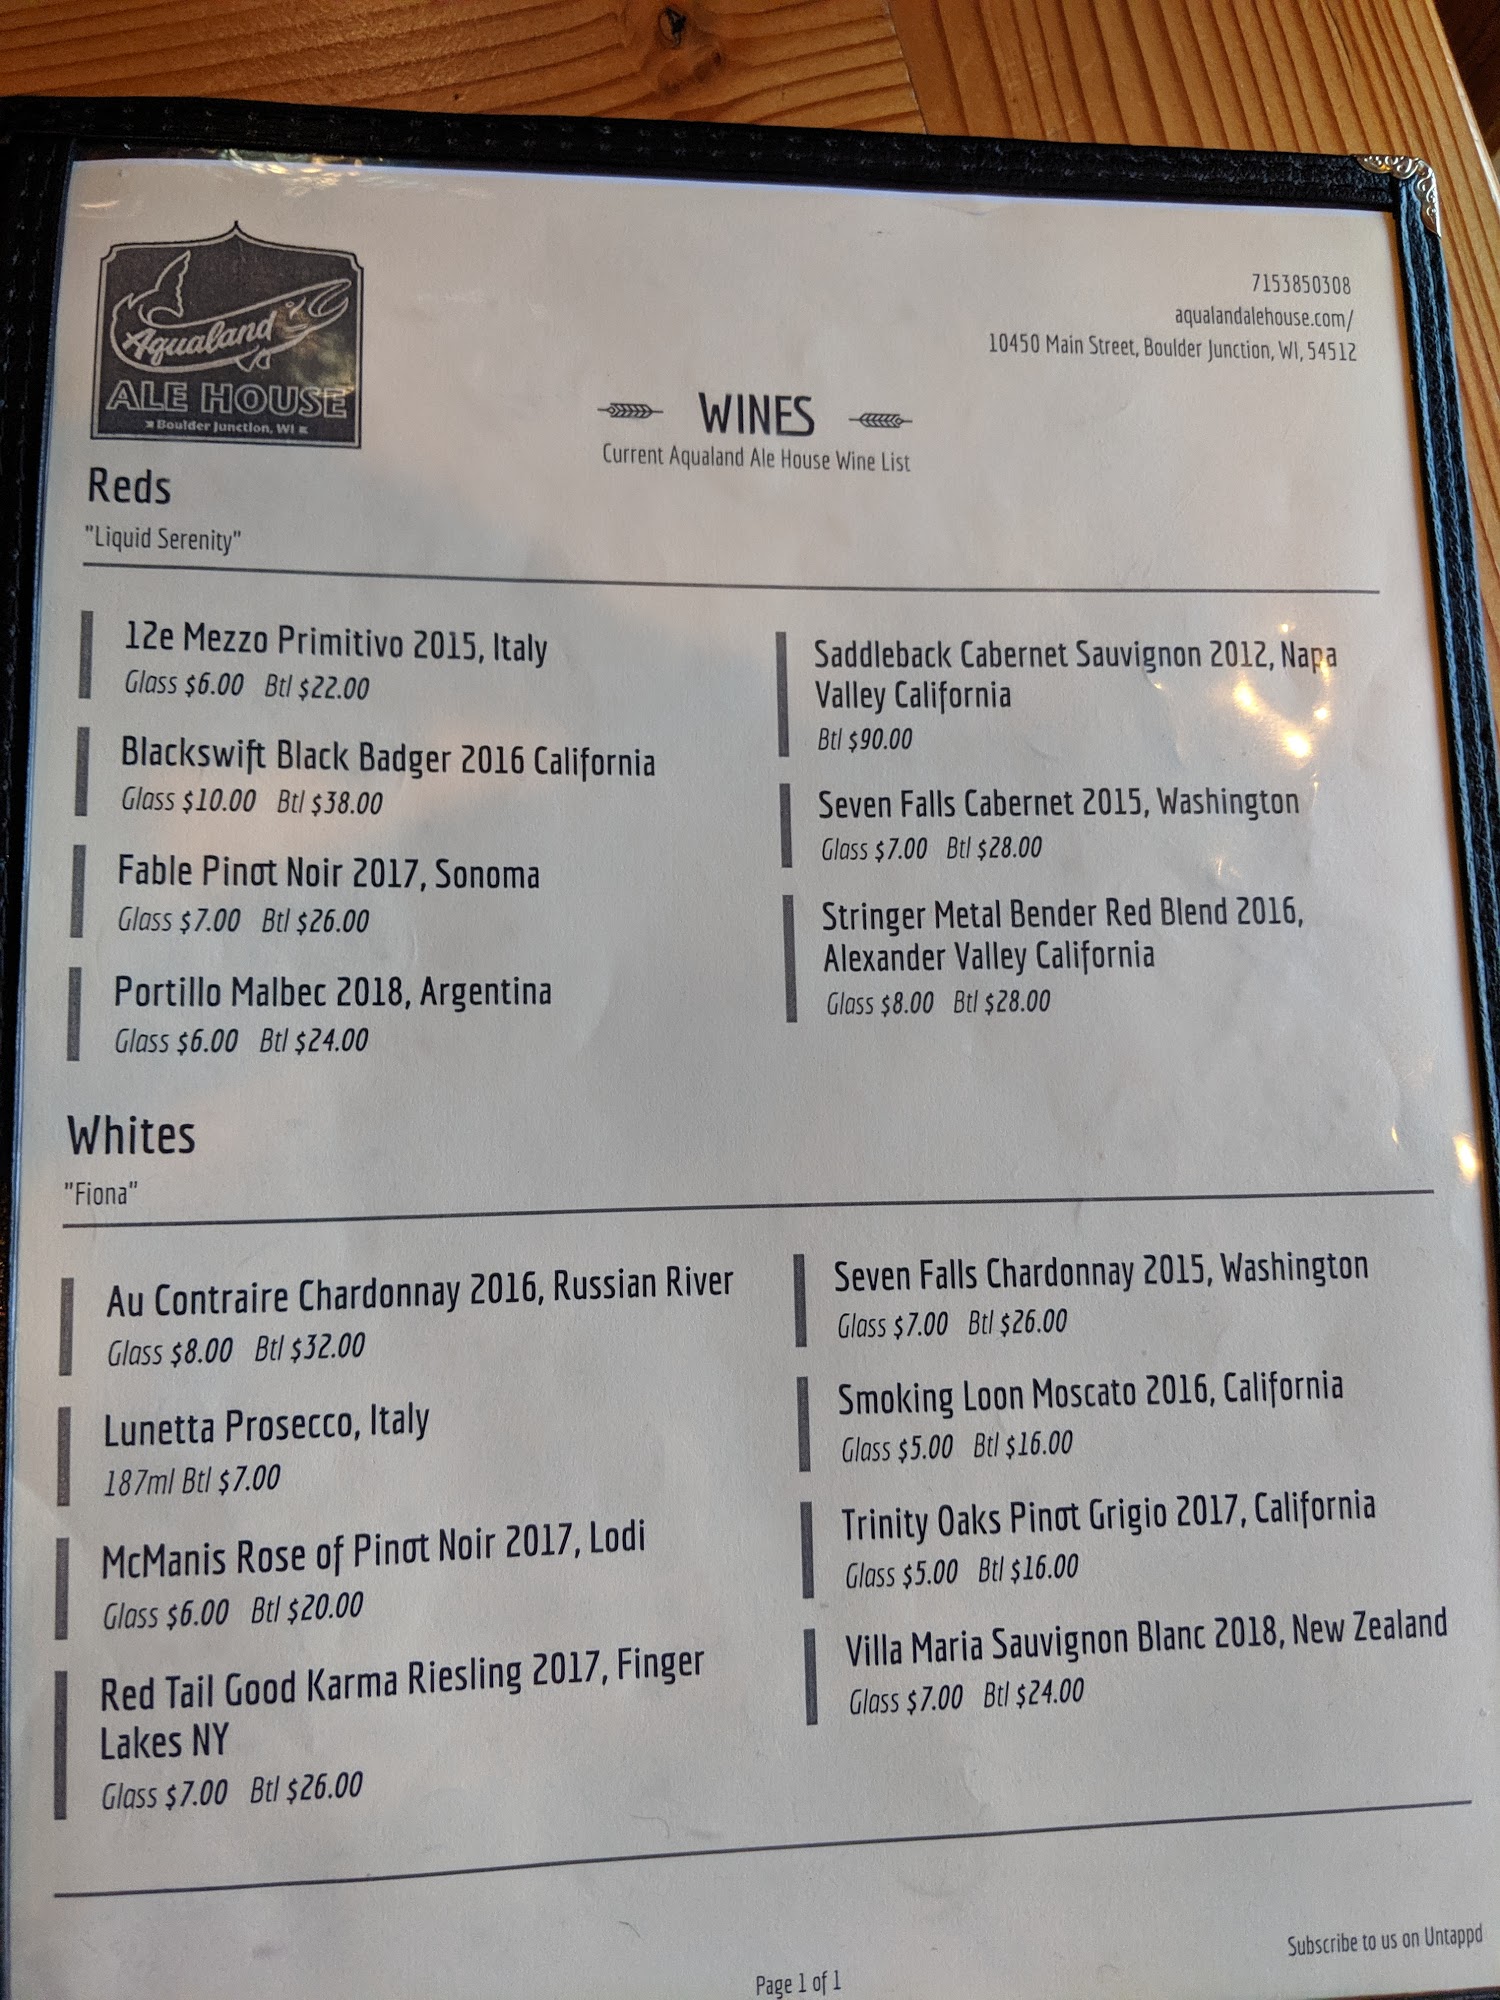 Aqualand
ALE HOUSE
Boulder Junction, WI
7153850308
aqualandalehouse.com/
10450 Main Street, Boulder Junction, WI, 54512
WINES
Current Aqualand Ale House Wine List
Reds
"Liquid Serenity"
12e Mezzo Primitivo 2015, Italy
Glass $6.00 Btl $22.00
Blackswift Black Badger 2016 California
Glass $10.00 Btl $38.00
Fable Pinot Noir 2017, Sonoma
Glass $7.00 Btl $26.00
Portillo Malbec 2018, Argentina
Glass $6.00 Btl $24.00
Saddleback Cabernet Sauvignon 2012, Napa
Valley California
Btl $90.00
Seven Falls Cabernet 2015, Washington
Glass $7.00 Btl $28.00
Stringer Metal Bender Red Blend 2016,
Alexander Valley California
Glass $8.00 Btl $28.00
Whites
"Fiona"
Au Contraire Chardonnay 2016, Russian River
Glass $8.00 Btl $32.00
Lunetta Prosecco, Italy
187ml Btl $7.00
McManis Rose of Pinot Noir 2017, Lodi
Glass $6.00 Btl $20.00
Red Tail Good Karma Riesling 2017, Finger
Lakes NY
Glass $7.00 Btl $26.00
Seven Falls Chardonnay 2015, Washington
Glass $7.00 Btl $26.00
Smoking Loon Moscato 2016, California
Glass $5.00 Btl $16.00
Trinity Oaks Pinot Grigio 2017, California
Glass $5.00 Btl $16.00
Villa Maria Sauvignon Blanc 2018, New Zealand
Glass $7.00 Btl $24.00
Subscribe to us on Untappd
Page 1 of 1